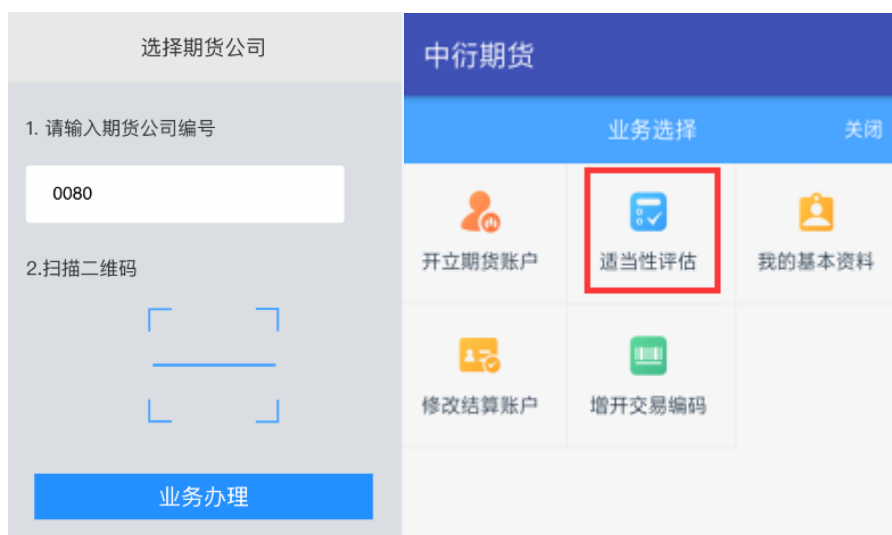 选择期货公司
1. 请输入期货公司编号
0080
2.扫描二维码
业务办理
中衍期货
业务选择
关闭
开立期货账户
适当性评估
我的基本资料
修改结算账户
增开交易编码